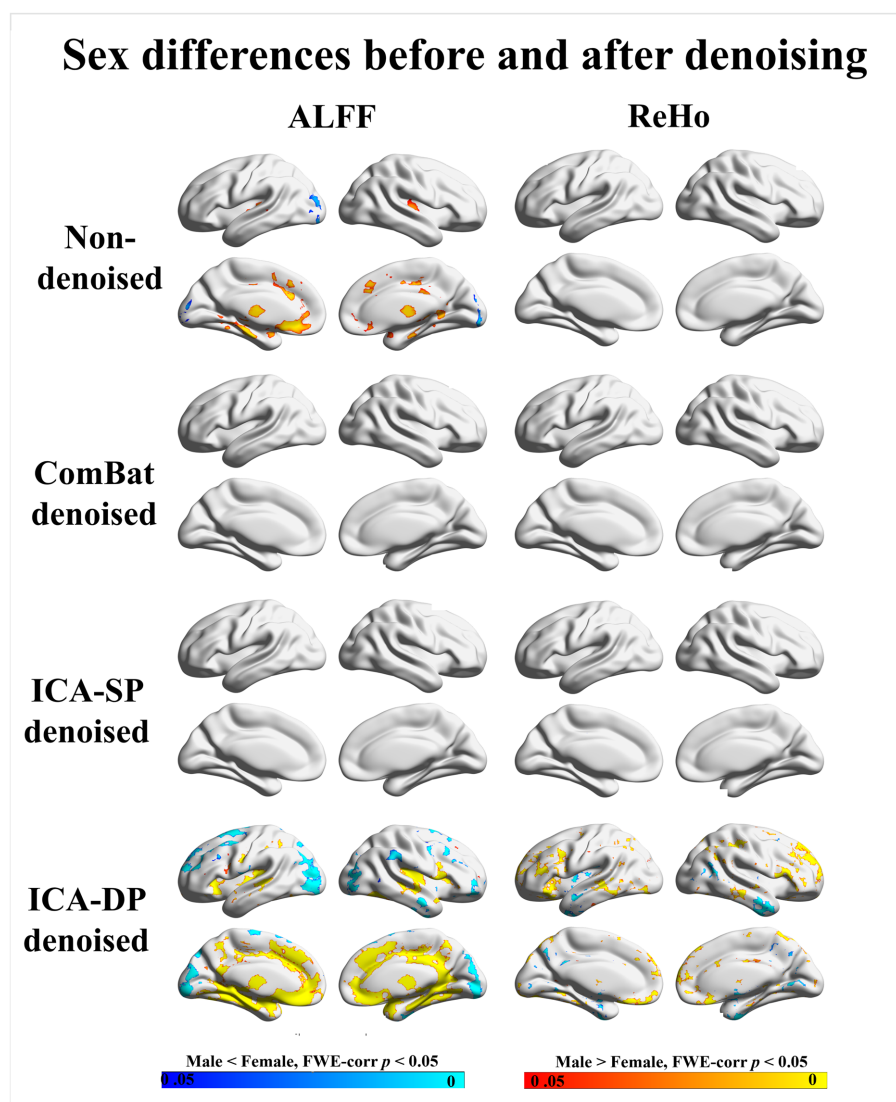 Sex differences before and after denoising
ALFF
ReHo
Non-
denoised
ComBat
denoised
ICA-SP
denoised
ICA-DP
denoised
Male < Female, FWE-corr p < 0.05
0 .05
0
Male > Female, FWE-corr p < 0.05
0 .05
0